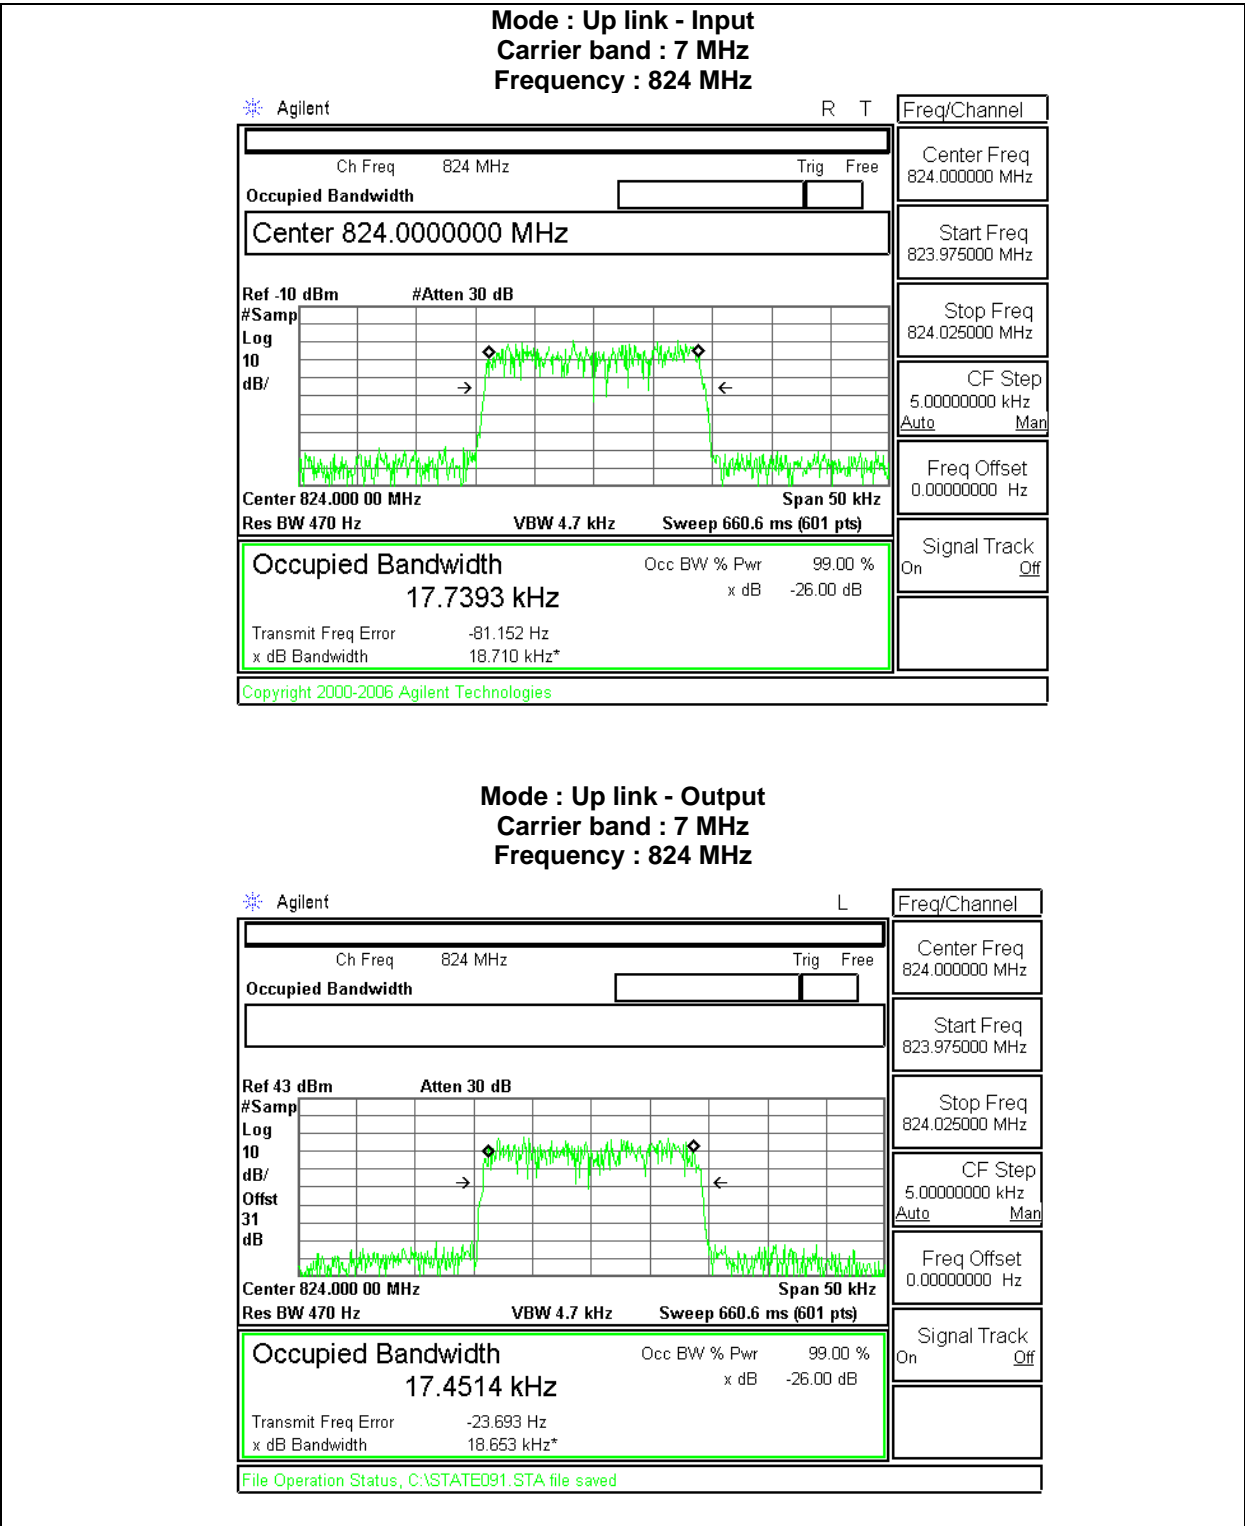 Mode : Up link - Input
Carrier band : 7 MHz
Frequency : 824 MHz
Agilent R T Freq/Channel
Ch Freq 824 MHz Trig Free
Occupied Bandwidth
Center 824.0000000 MHz
Center Freq
824.000000 MHz
Start Freq
823.975000 MHz
Stop Freq
824.025000 MHz
CF Step
5.00000000 kHz
Auto Man
Freq Offset
0.00000000 Hz
Signal Track
On Off
Ref -10 dBm #Atten 30 dB
#Samp
Log
10
dB/
Center 824.000 00 MHz Span 50 kHz
Res BW 470 Hz VBW 4.7 kHz Sweep 660.6 ms (601 pts)
Occupied Bandwidth Occ BW % Pwr 99.00 %
17.7393 kHz x dB -26.00 dB
Transmit Freq Error -81.152 Hz
x dB Bandwidth 18.710 kHz*
Copyright 2000-2006 Agilent Technologies
Mode : Up link - Output
Carrier band : 7 MHz
Frequency : 824 MHz
Agilent L Freq/Channel
Ch Freq 824 MHz Trig Free
Occupied Bandwidth
Center Freq
824.000000 MHz
Start Freq
823.975000 MHz
Stop Freq
824.025000 MHz
CF Step
5.00000000 kHz
Auto Man
Freq Offset
0.00000000 Hz
Signal Track
On Off
Ref 43 dBm Atten 30 dB
#Samp
Log
10
dB/
Offst
31
dB
Center 824.000 00 MHz Span 50 kHz
Res BW 470 Hz VBW 4.7 kHz Sweep 660.6 ms (601 pts)
Occupied Bandwidth Occ BW % Pwr 99.00 %
17.4514 kHz x dB -26.00 dB
Transmit Freq Error -23.693 Hz
x dB Bandwidth 18.653 kHz*
File Operation Status, C:\STATE091.STA file saved